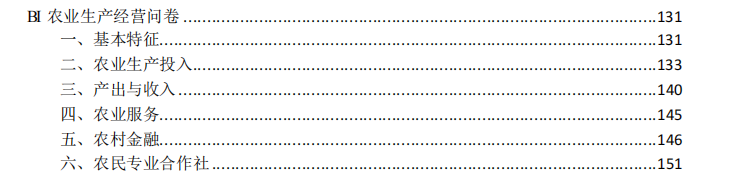 BI 农业生产经营问卷 ........................................................................................................ 131
一、基本特征........................................................................................................ 131
二、农业生产投入................................................................................................. 133
三、产出与收入 .................................................................................................... 140
四、农业服务........................................................................................................ 145
五、农村金融........................................................................................................ 146
六、农民专业合作社 ............................................................................................. 151